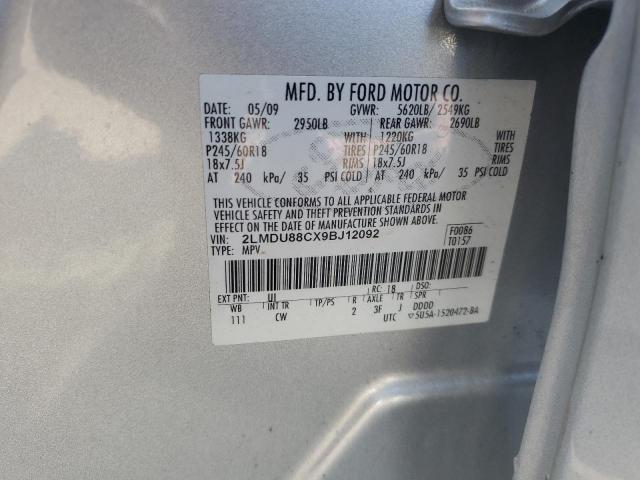 MFD. BY FORD MOTOR CO.
DATE: 05/09 GVWR: 5620LB/ 2549KG
FRONT GAWR: 2950LB REAR GAWR: 2690LB
1338KG WITH 1220KG WITH
P245/60R18 TIRES P245/60R18 TIRES
18x7.5J RIMS 18x7.5J RIMS
AT 240 kPa/ 35 PSI COLD AT 240 kPa/ 35 PSI COLD
THIS VEHICLE CONFORMS TO ALL APPLICABLE FEDERAL MOTOR
VEHICLE SAFETY AND THEFT PREVENTION STANDARDS IN
EFFECT ON THE DATE OF MANUFACTURE SHOWN ABOVE.
VIN: 2LMDU88CX9BJ12092 F0086
TYPE: MPV T0157
EXT PNT: UI RC: 18 DSO:
WB INT TR TP/PS R AXLE TR SPR
111 CW 2 3F J DDDD
UTC ▽5U5A-1520472-BA